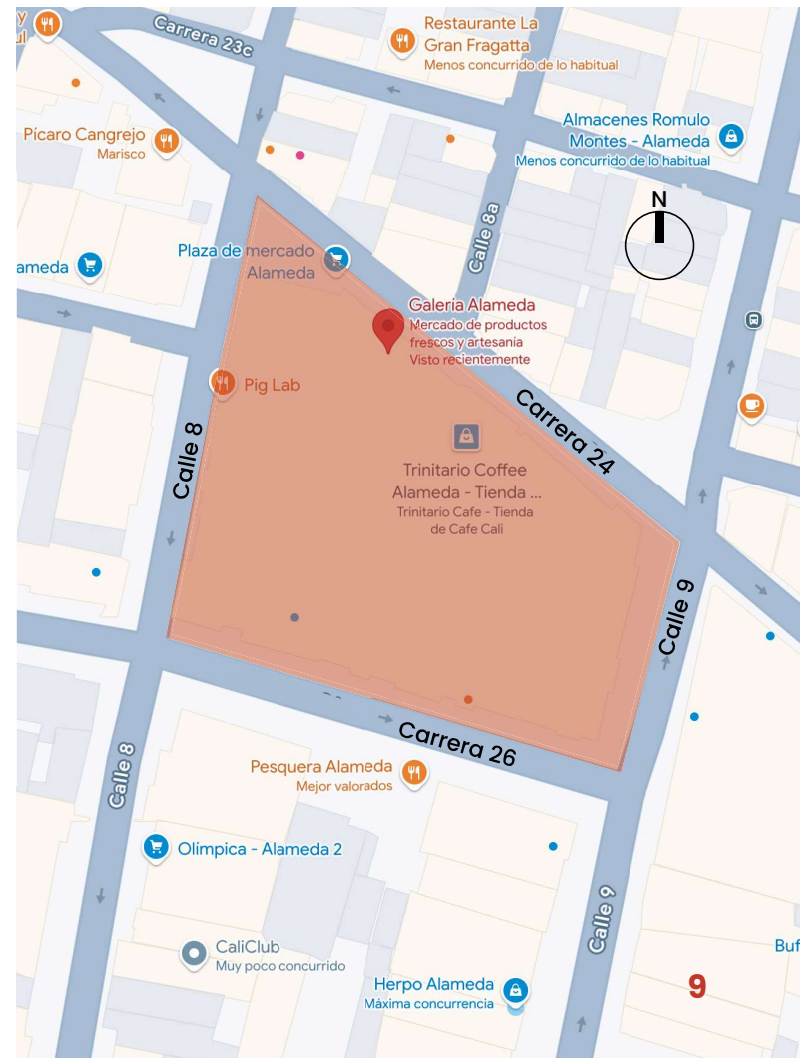 y
ul
Carrera 23c
Restaurante La
Gran Fragatta
Menos concurrido de lo habitual
Pícaro Cangrejo
Marisco
Almacenes Romulo
Montes - Alameda
Menos concurrido de lo habitual
N
Calle 8a
Plaza de mercado
Alameda
ameda
Galería Alameda
Mercado de productos
frescos y artesanía
Visto recientemente
Pig Lab
Carrera 24
Calle 8
Trinitario Coffee
Alameda - Tienda ...
Trinitario Cafe - Tienda
de Cafe Cali
Calle 9
Carrera 26
Calle 8
Pesquera Alameda
Mejor valorados
Olímpica - Alameda 2
Calle 9
CaliClub
Muy poco concurrido
Buf
Herpo Alameda
Máxima concurrencia
9